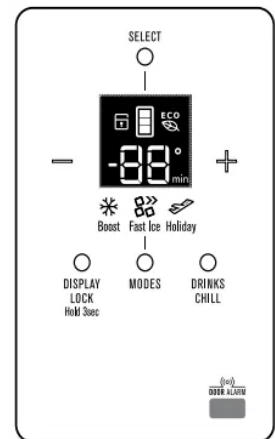 SELECT
ECO
-88°
min
— +
Boost Fast Ice Holiday
DISPLAY LOCK Hold 3sec
MODES
DRINKS CHILL
DOOR ALARM